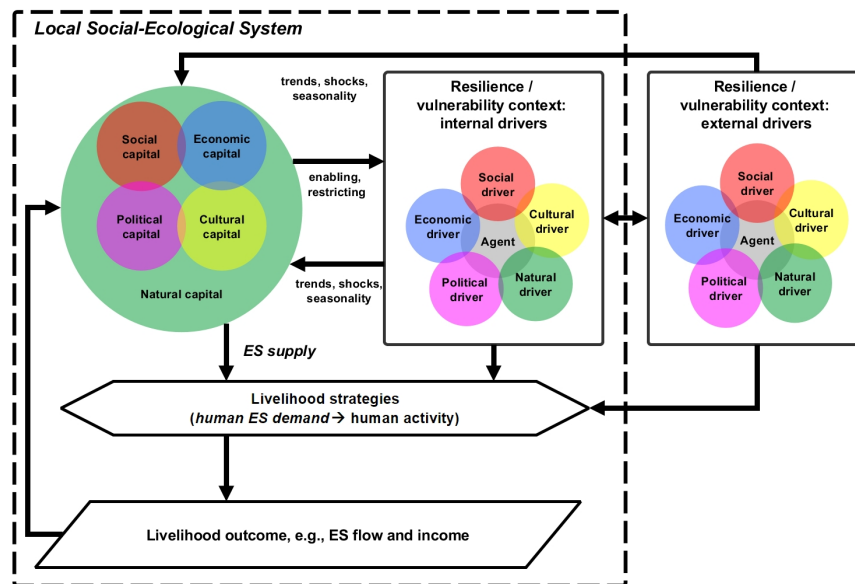 Local Social-Ecological System
trends, shocks,
seasonality
Social
capital
Economic
capital
Political
capital
Cultural
capital
Natural capital
enabling,
restricting
trends, shocks,
seasonality
Resilience /
vulnerability context:
internal drivers
Social
driver
Economic
driver
Cultural
driver
Agent
Political
driver
Natural
driver
Resilience /
vulnerability context:
external drivers
Social
driver
Economic
driver
Cultural
driver
Agent
Political
driver
Natural
driver
ES supply
Livelihood strategies
(human ES demand→ human activity)
Livelihood outcome, e.g., ES flow and income